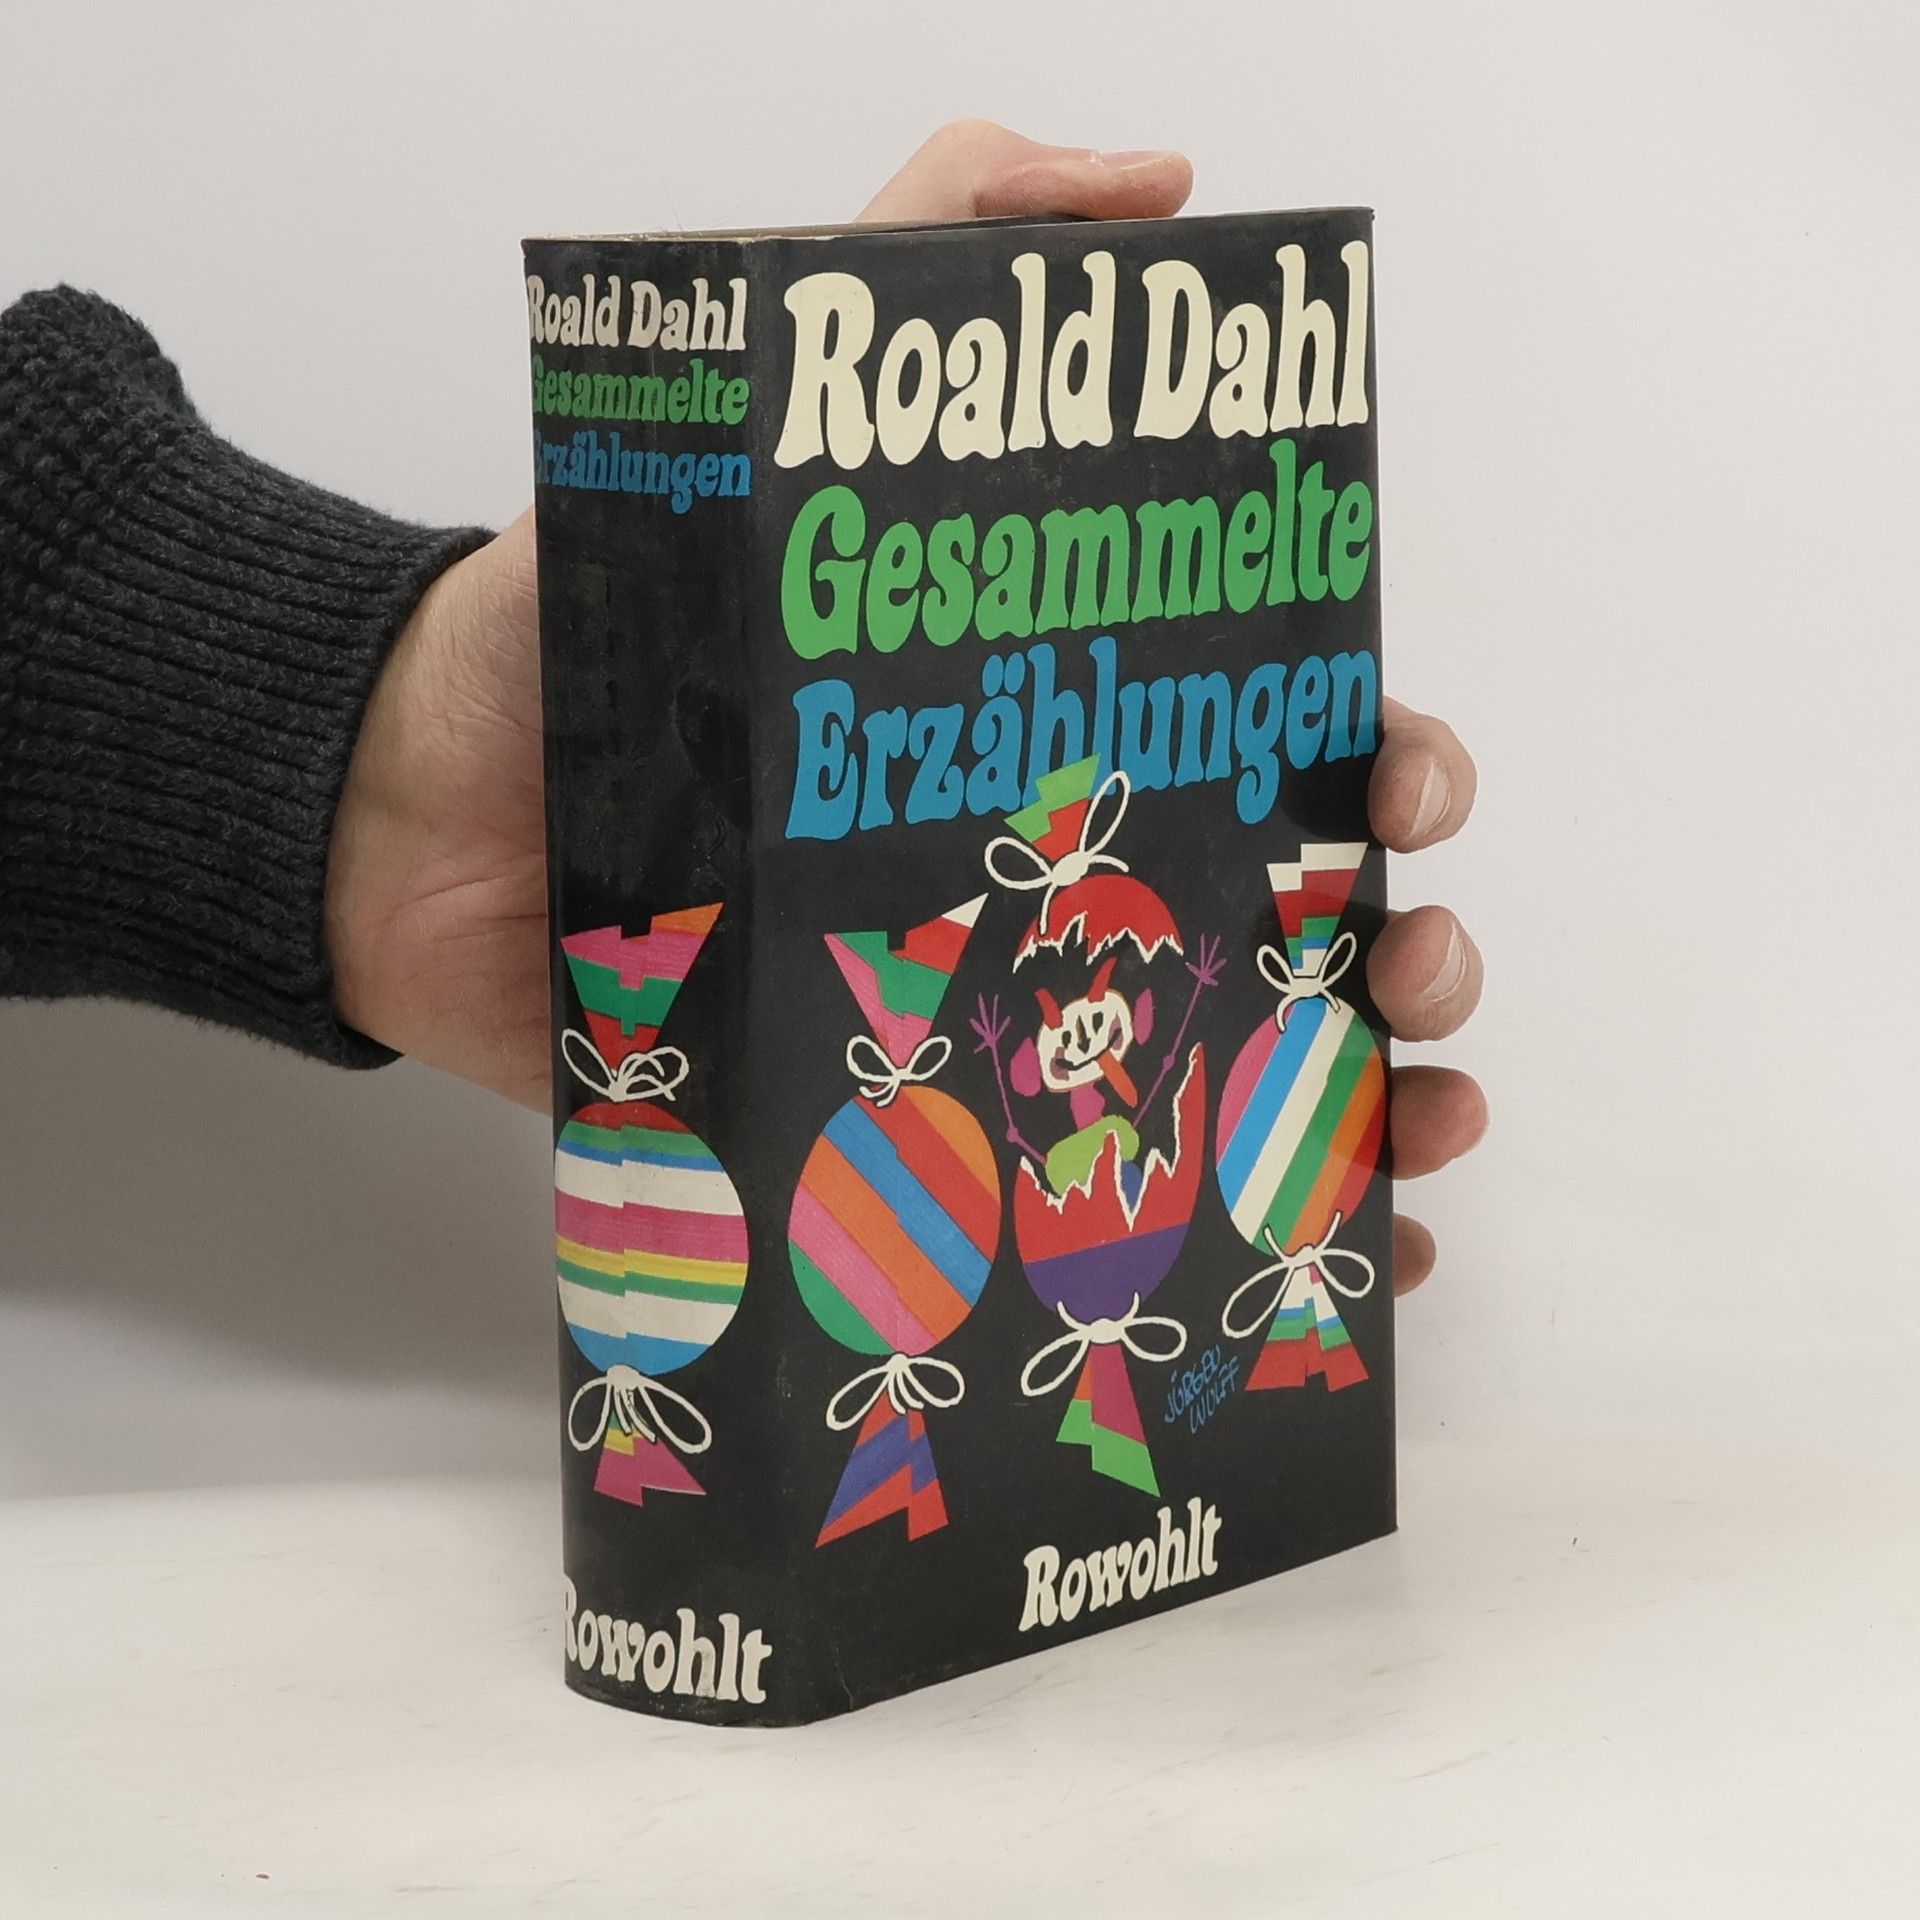 Roald Dahl
Gesammelte
Erzählungen
Rowohlt
Roald Dahl
Gesammelte
Erzählungen
JÜRGEN
WULFF
Rowohlt